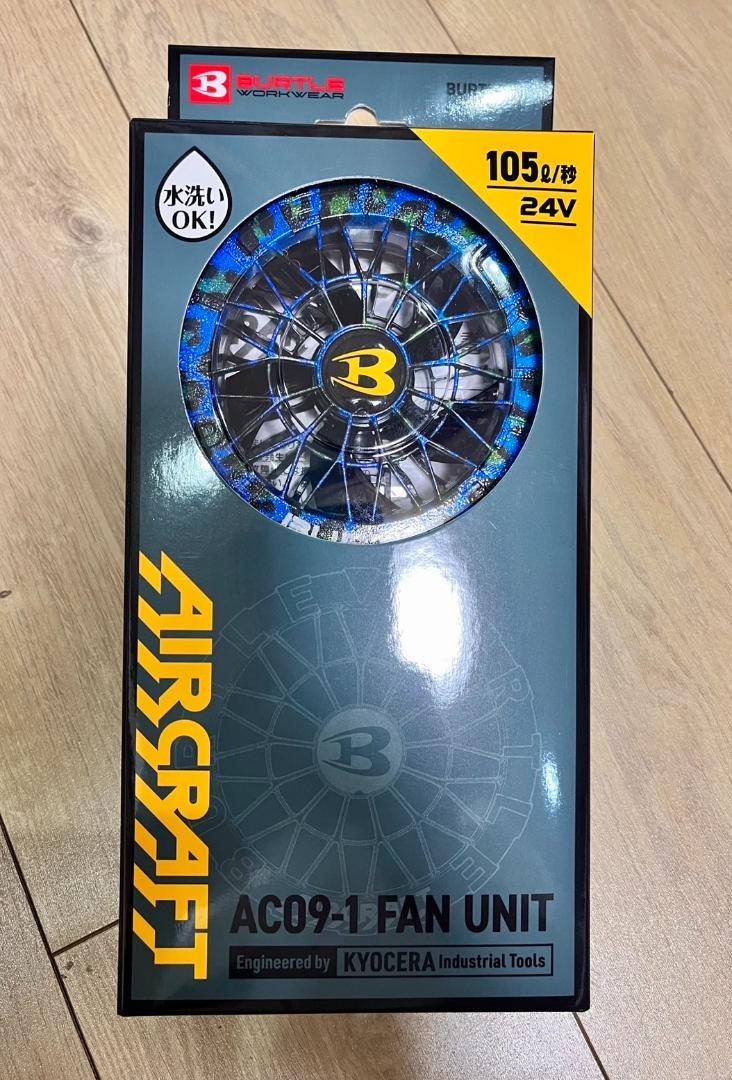 BURTLE
WORKWEAR
水洗い
OK!
105ℓ/秒
24V
B
AIRCRAFT
AC09-1 FAN UNIT
Engineered by KYOCERA Industrial Tools